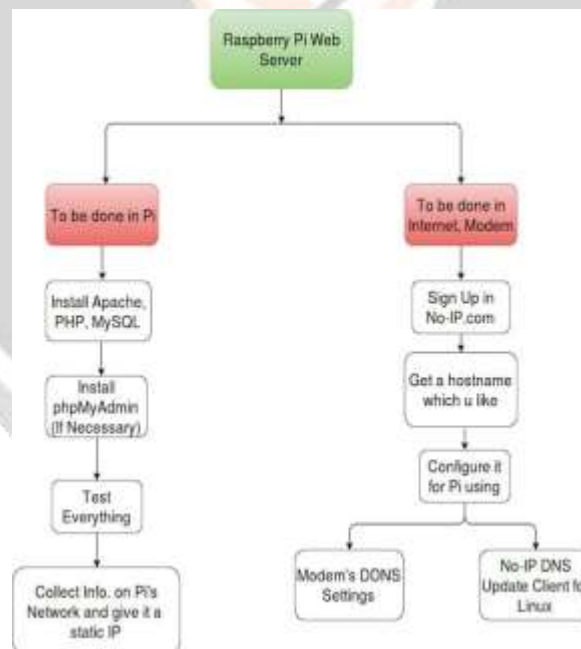 Raspberry Pi Web
Server
To be done in Pi
Install Apache,
PHP, MySQL
Install
phpMyAdmin
(If Necessary)
Test
Everything
Collect Info. on Pi's
Network and give it a
static IP
To be done in
Internet, Modem
Sign Up in
No-IP.com
Get a hostname
which u like
Configure it
for Pi using
Modem's DDNS
Settings
No-IP DNS
Update Client for
Linux